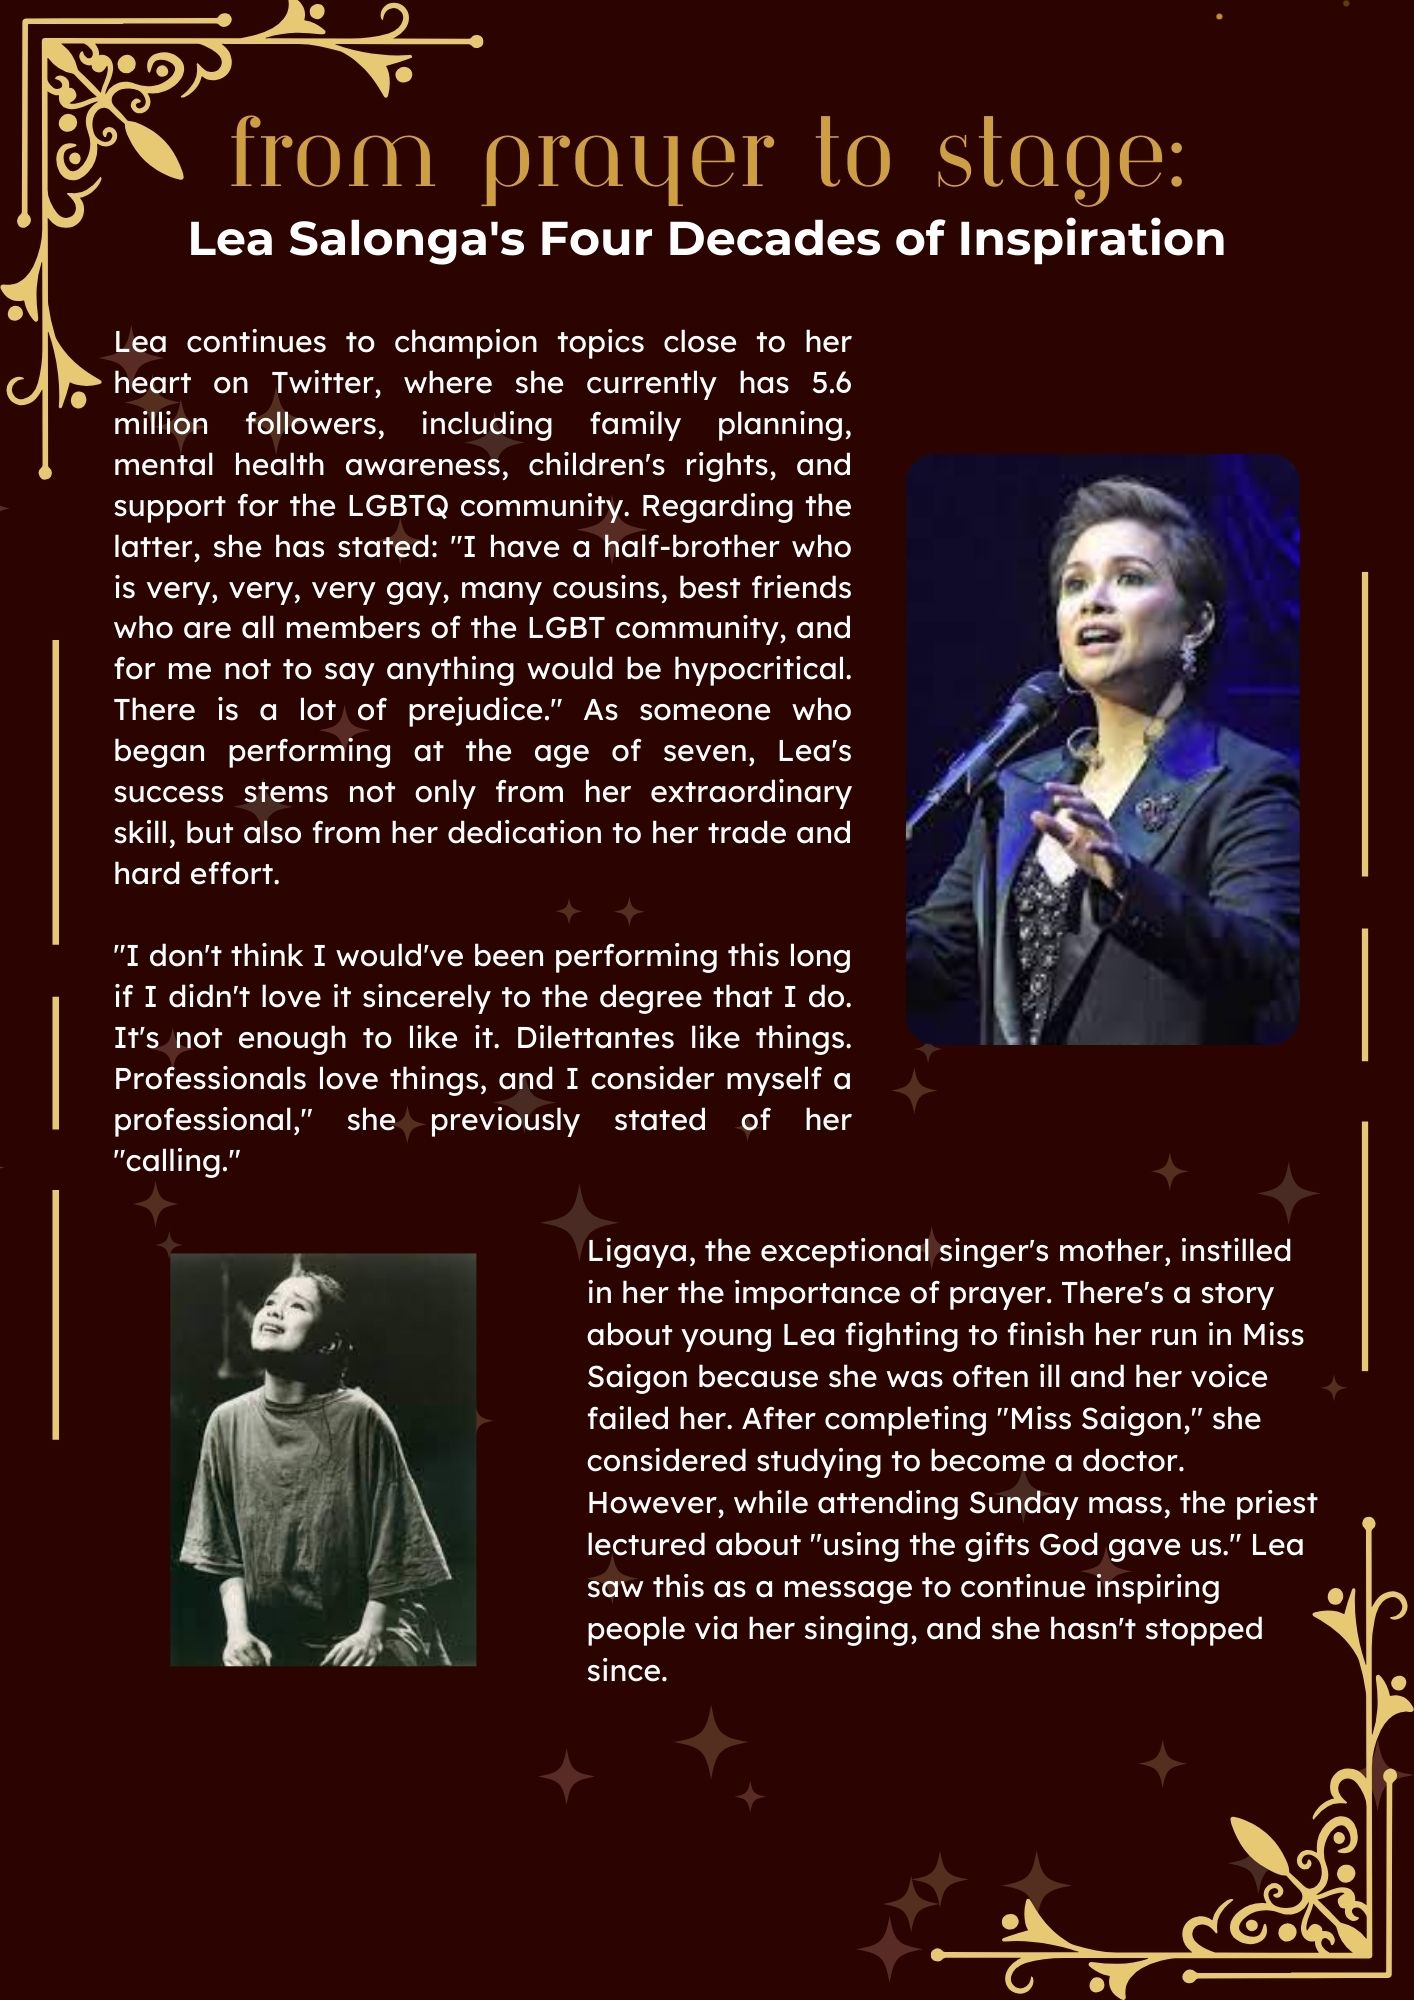 from prayer to stage:
Lea Salonga's Four Decades of Inspiration
Lea continues to champion topics close to her
heart on Twitter, where she currently has 5.6
million followers, including family planning,
mental health awareness, children's rights, and
support for the LGBTQ community. Regarding the
latter, she has stated: "I have a half-brother who
is very, very, very gay, many cousins, best friends
who are all members of the LGBT community, and
for me not to say anything would be hypocritical.
There is a lot of prejudice." As someone who
began performing at the age of seven, Lea's
success stems not only from her extraordinary
skill, but also from her dedication to her trade and
hard effort.
"I don't think I would've been performing this long
if I didn't love it sincerely to the degree that I do.
It's not enough to like it. Dilettantes like things.
Professionals love things, and I consider myself a
professional," she previously stated of her
"calling."
Ligaya, the exceptional singer's mother, instilled
in her the importance of prayer. There's a story
about young Lea fighting to finish her run in Miss
Saigon because she was often ill and her voice
failed her. After completing "Miss Saigon," she
considered studying to become a doctor.
However, while attending Sunday mass, the priest
lectured about "using the gifts God gave us." Lea
saw this as a message to continue inspiring
people via her singing, and she hasn't stopped
since.